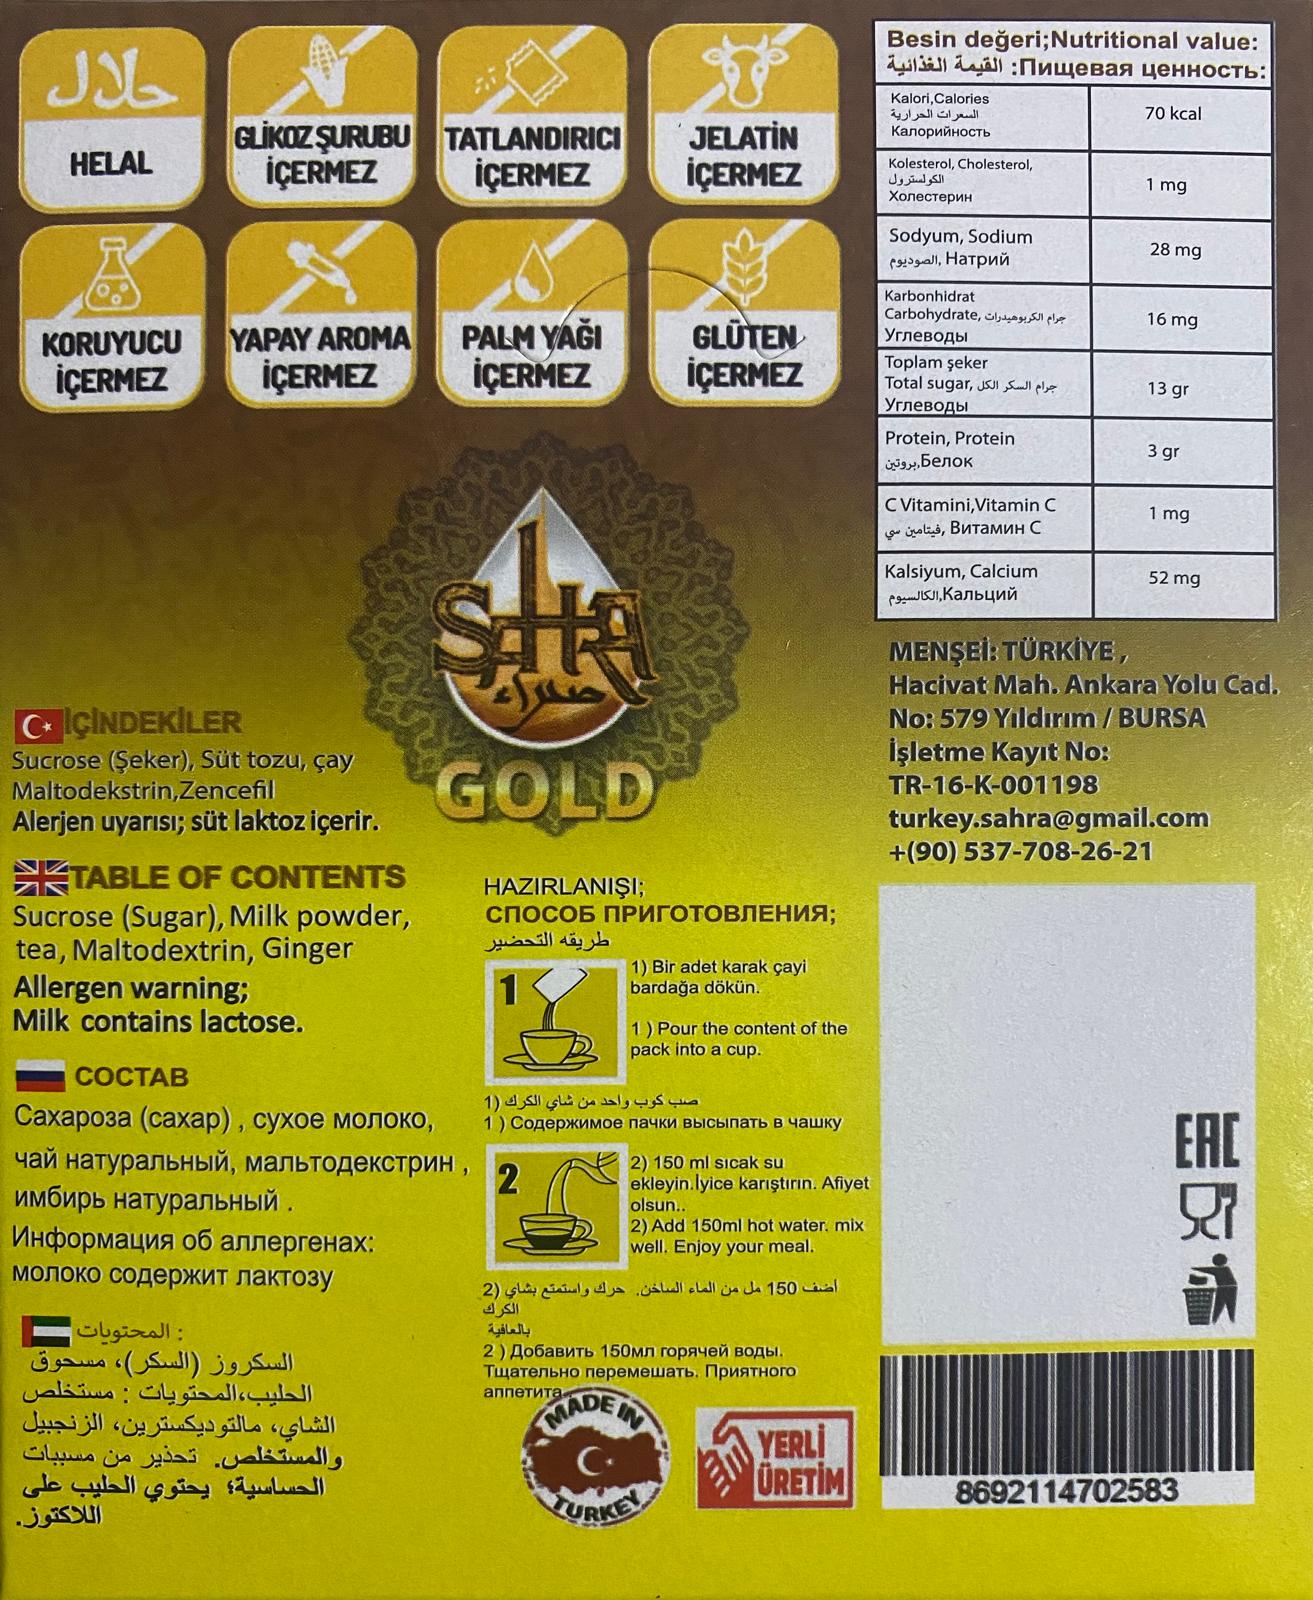 حلال
HELAL
GLİKOZ ŞURUBU
İÇERMEZ
TATLANDIRICI
İÇERMEZ
JELATİN
İÇERMEZ
KORUYUCU
İÇERMEZ
YAPAY AROMA
İÇERMEZ
PALM YAĞI
İÇERMEZ
GLÜTEN
İÇERMEZ
Besin değeri;Nutritional value:
القيمة الغذائية :Пищевая ценность:
Kalori,Calories
السعرات الحرارية
Калорийность
70 kcal
Kolesterol, Cholesterol,
الكولسترول
Холестерин
1 mg
Sodyum, Sodium
الصوديوم, Натрий
28 mg
Karbonhidrat
Carbohydrate, جرام الكربوهيدرات
Углеводы
16 mg
Toplam şeker
Total sugar, جرام السكر الكل
Углеводы
13 gr
Protein, Protein
بروتين,Белок
3 gr
C Vitamini,Vitamin C
فيتامين سي, Витамин С
1 mg
Kalsiyum, Calcium
الكالسيوم,Кальций
52 mg
SAHRA
GOLD
MENŞEİ: TÜRKİYE ,
Hacivat Mah. Ankara Yolu Cad.
No: 579 Yıldırım / BURSA
İşletme Kayıt No:
TR-16-K-001198
turkey.sahra@gmail.com
+(90) 537-708-26-21
İÇİNDEKİLER
Sucrose (Şeker), Süt tozu, çay
Maltodekstrin,Zencefil
Alerjen uyarısı; süt laktoz içerir.
TABLE OF CONTENTS
Sucrose (Sugar), Milk powder,
tea, Maltodextrin, Ginger
Allergen warning;
Milk contains lactose.
СОСТАВ
Сахароза (сахар) , сухое молоко,
чай натуральный, мальтодекстрин ,
имбирь натуральный .
Информация об аллергенах:
молоко содержит лактозу
المحتويات :
السكروز (السكر)، مسحوق
الحليب،المحتويات : مستخلص
الشاي، مالتوديكسترين، الزنجبيل
والمستخلص. تحذير من مسببات
الحساسية؛ يحتوي الحليب على
اللاكتوز.
HAZIRLANIŞI;
СПОСОБ ПРИГОТОВЛЕНИЯ;
طريقه التحضير
1
1) Bir adet karak çayi
bardağa dökün.
1 ) Pour the content of the
pack into a cup.
1) صب كوب واحد من شاي الكرك
1 ) Содержимое пачки высыпать в чашку
2
2) 150 ml sıcak su
ekleyin.İyice karıştırın. Afiyet
olsun..
2) Add 150ml hot water. mix
well. Enjoy your meal.
2) أضف 150 مل من الماء الساخن. حرك واستمتع بشاي
الكرك
بالعافية
2 ) Добавить 150мл горячей воды.
Тщательно перемешать. Приятного
аппетита
MADE IN
TURKEY
YERLİ
ÜRETİM
EAC
8692114702583